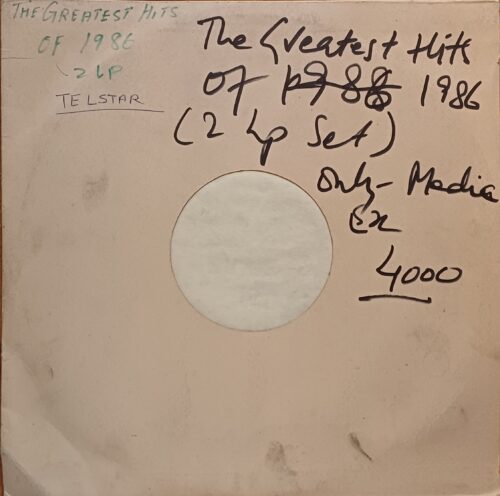 THE GREATEST HITS
OF 1986
2 LP
TELSTAR
The Greatest Hits
Of 1988 1986
(2 Lp Set)
Only - Media
Ex
4000